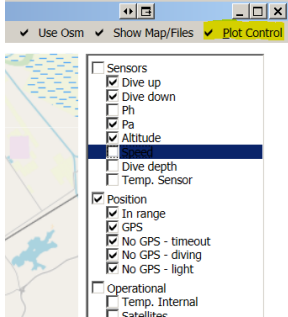 Use Osm Show Map/Files Plot Control
Sensors
Dive up
Dive down
Ph
Pa
Altitude
Speed
Dive depth
Temp. Sensor
Position
In range
GPS
No GPS - timeout
No GPS - diving
No GPS - light
Operational
Temp. Internal
Satellites